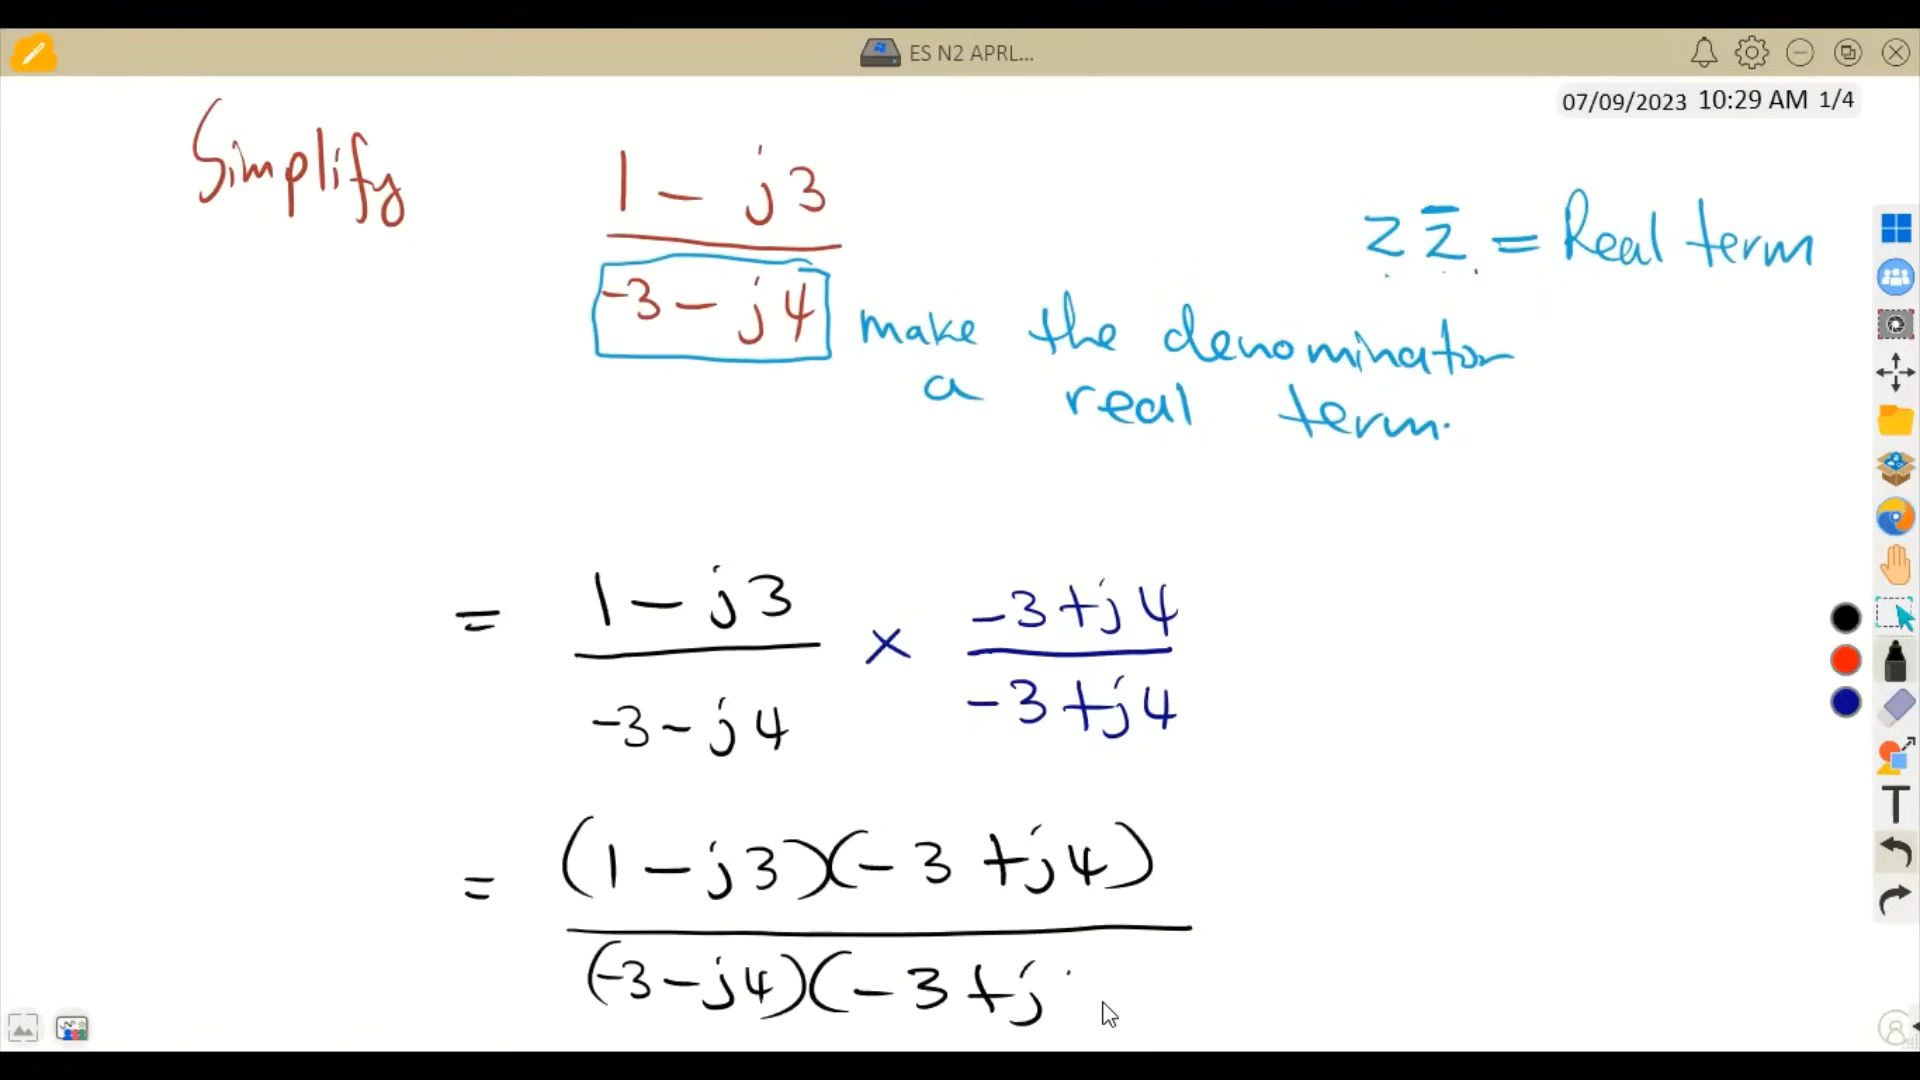 ES N2 APRL...
07/09/2023 10:29 AM 1/4
Simplify
1 - j3
-3 - j4
z z̄ = Real term
make the denominator
a real term.
= 1 - j3 × -3 + j4
-3 - j4 -3 + j4
= (1 - j3)(-3 + j4)
(-3 - j4)(-3 + j
T